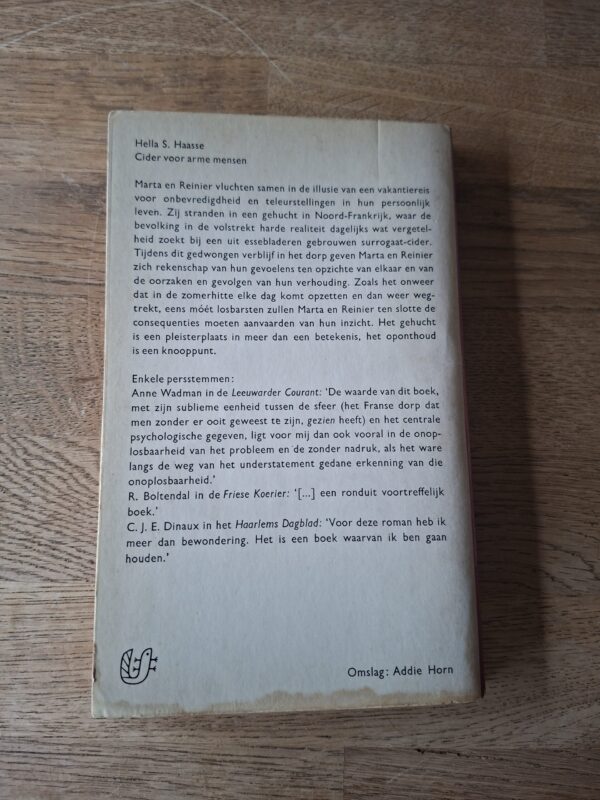 Hella S. Haasse
Cider voor arme mensen
Marta en Reinier vluchten samen in de illusie van een vakantiereis
voor onbevredigdheid en teleurstellingen in hun persoonlijk
leven. Zij stranden in een gehucht in Noord-Frankrijk, waar de
bevolking in de volstrekt harde realiteit dagelijks wat vergetel-
heid zoekt bij een uit essebladeren gebrouwen surrogaat-cider.
Tijdens dit gedwongen verblijf in het dorp geven Marta en Reinier
zich rekenschap van hun gevoelens ten opzichte van elkaar en van
de oorzaken en gevolgen van hun verhouding. Zoals het onweer
dat in de zomerhitte elke dag komt opzetten en dan weer weg-
trekt, eens móét losbarsten zullen Marta en Reinier ten slotte de
consequenties moeten aanvaarden van hun inzicht. Het gehucht
is een pleisterplaats in meer dan een betekenis, het oponthoud
is een knooppunt.
Enkele persstemmen:
Anne Wadman in de Leeuwarder Courant: 'De waarde van dit boek,
met zijn sublieme eenheid tussen de sfeer (het Franse dorp dat
men zonder er ooit geweest te zijn, gezien heeft) en het centrale
psychologische gegeven, ligt voor mij dan ook vooral in de onop-
losbaarheid van het probleem en de zonder nadruk, als het ware
langs de weg van het understatement gedane erkenning van die
onoplosbaarheid.'
R. Boltendal in de Friese Koerier: '[...] een ronduit voortreffelijk
boek.'
C. J. E. Dinaux in het Haarlems Dagblad: 'Voor deze roman heb ik
meer dan bewondering. Het is een boek waarvan ik ben gaan
houden.'
Omslag: Addie Horn